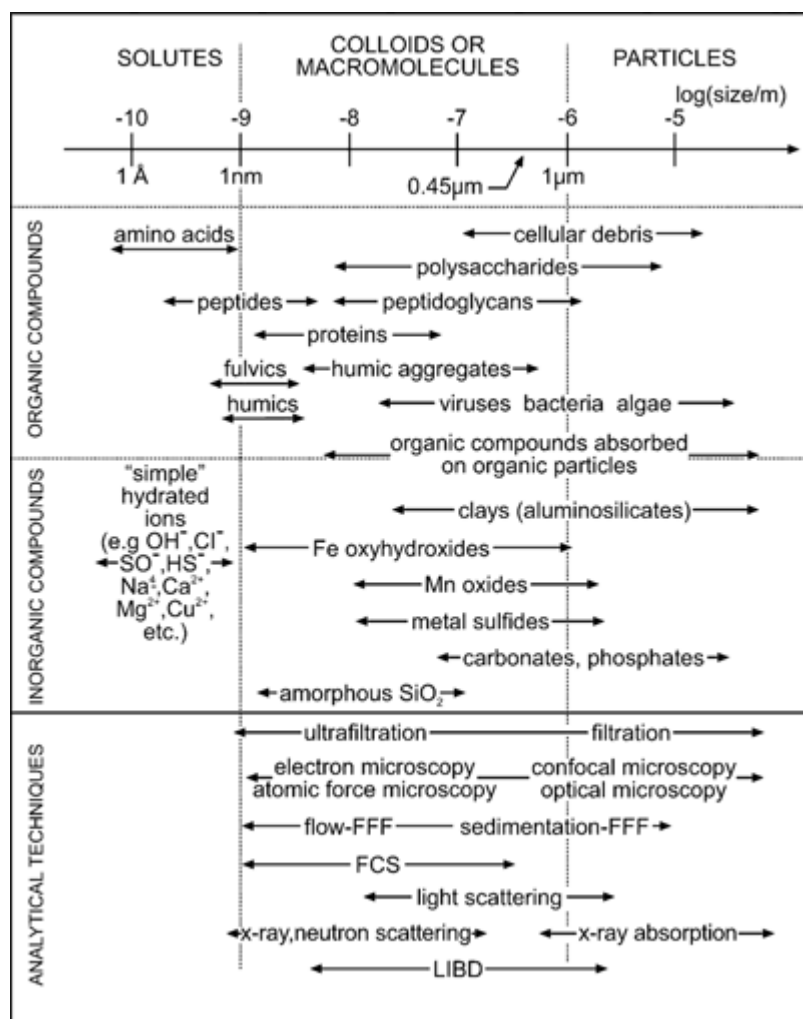 SOLUTES
COLLOIDS OR
MACROMOLECULES
PARTICLES
log(size/m)
-10 -9 -8 -7 -6 -5
1 Å 1nm 0.45µm 1µm
ORGANIC COMPOUNDS
amino acids
cellular debris
polysaccharides
peptides
peptidoglycans
proteins
fulvics
humic aggregates
humics
viruses bacteria algae
organic compounds absorbed
on organic particles
INORGANIC COMPOUNDS
“simple”
hydrated
ions
(e.g OH⁻,Cl⁻,
SO⁻,HS⁻,
Na⁴,Ca²⁺,
Mg²⁺,Cu²⁺,
etc.)
clays (aluminosilicates)
Fe oxyhydroxides
Mn oxides
metal sulfides
carbonates, phosphates
amorphous SiO₂
ANALYTICAL TECHNIQUES
ultrafiltration
filtration
electron microscopy
atomic force microscopy
confocal microscopy
optical microscopy
flow-FFF
sedimentation-FFF
FCS
light scattering
x-ray,neutron scattering
x-ray absorption
LIBD